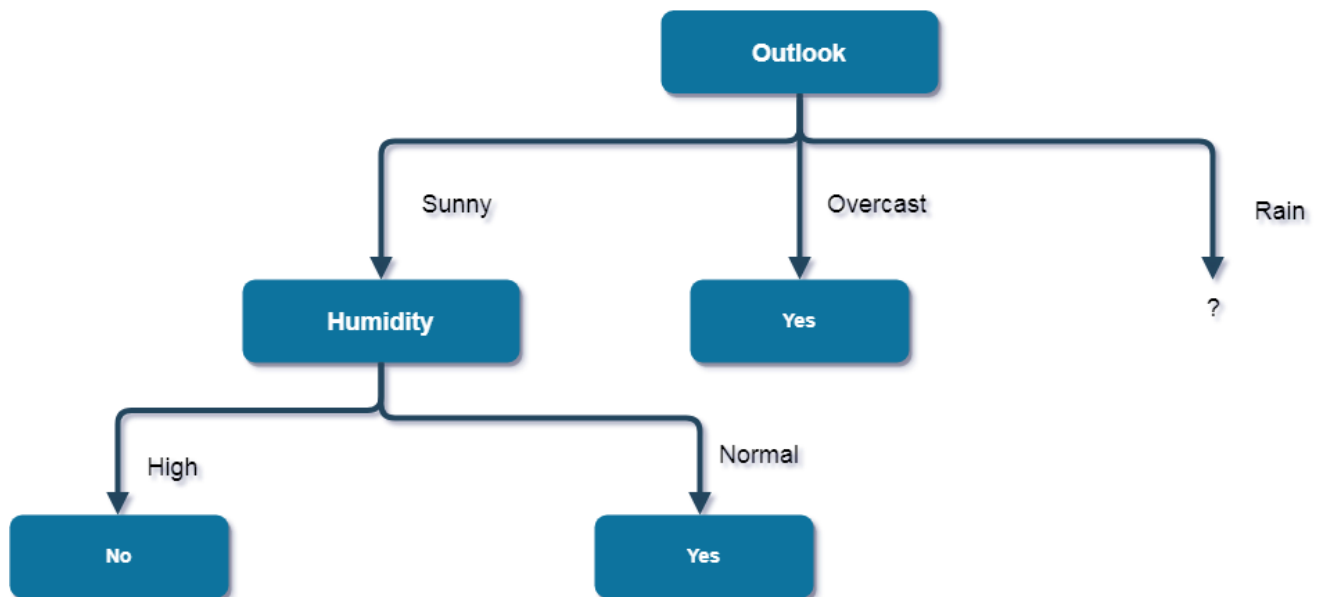 Outlook
Sunny
Overcast
Rain
Humidity
Yes
?
High
Normal
No
Yes